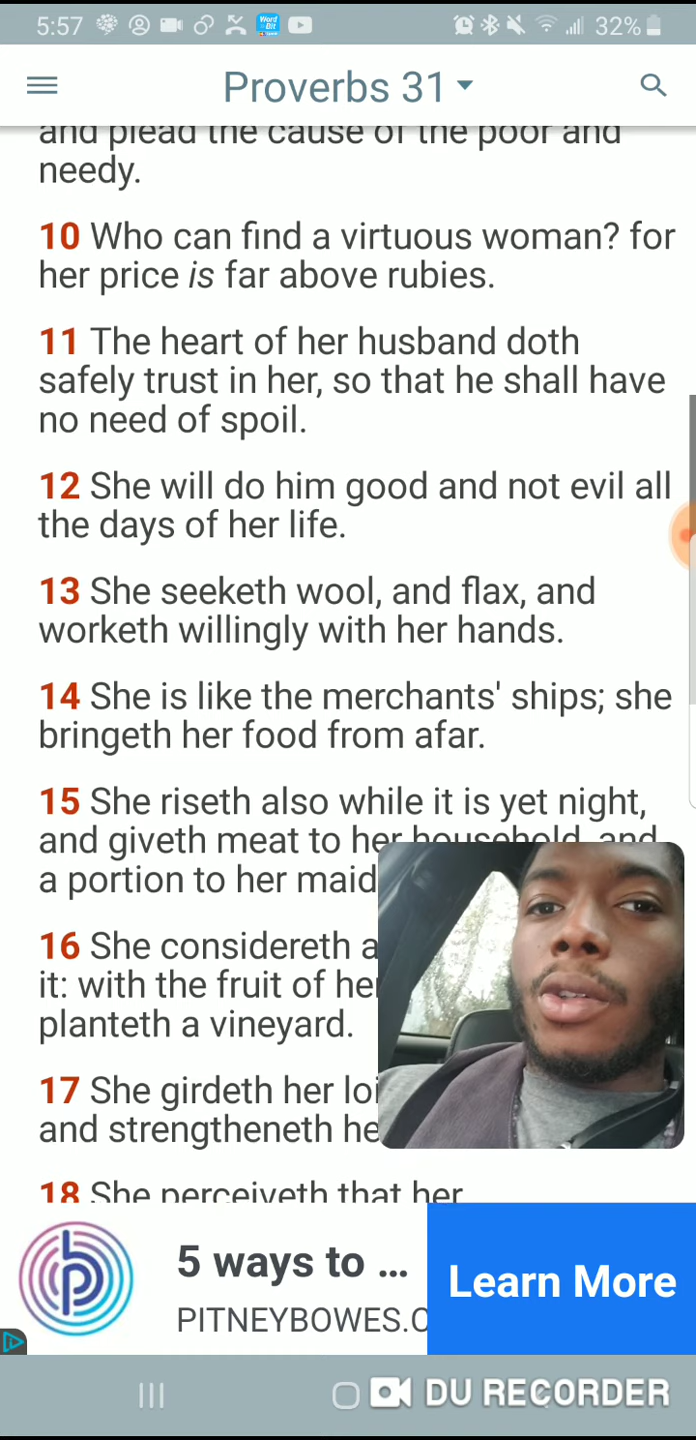 5:57
Word Bit
32%
Proverbs 31
and plead the cause of the poor and
needy.
10 Who can find a virtuous woman? for
her price is far above rubies.
11 The heart of her husband doth
safely trust in her, so that he shall have
no need of spoil.
12 She will do him good and not evil all
the days of her life.
13 She seeketh wool, and flax, and
worketh willingly with her hands.
14 She is like the merchants' ships; she
bringeth her food from afar.
15 She riseth also while it is yet night,
and giveth meat to her household, and
a portion to her maid
16 She considereth a
it: with the fruit of her
planteth a vineyard.
17 She girdeth her loi
and strengtheneth he
18 She perceiveth that her
5 ways to ...
PITNEYBOWES.C
Learn More
DU RECORDER